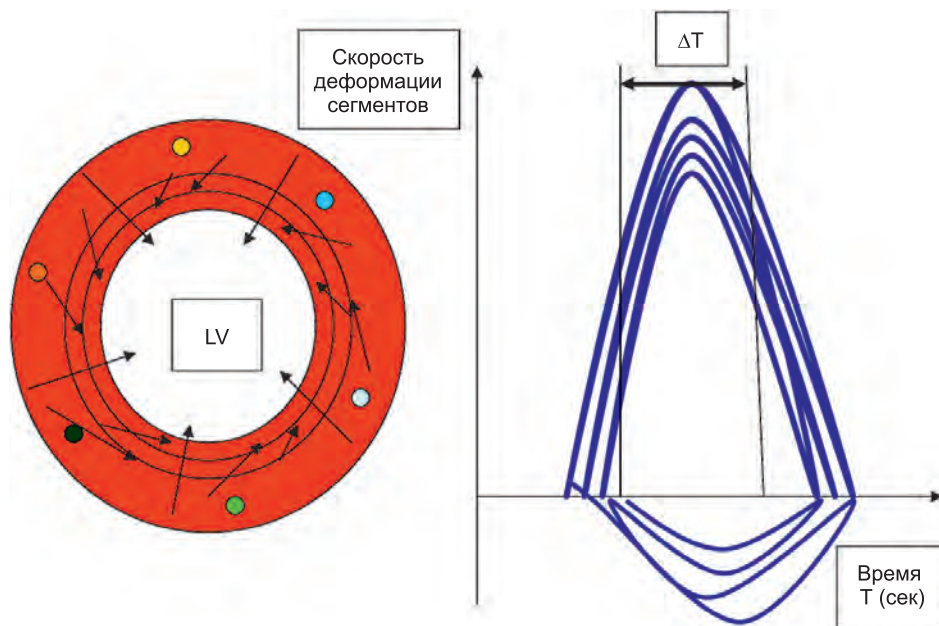 Скорость
деформации
сегментов
ΔT
LV
Время
T (сек)